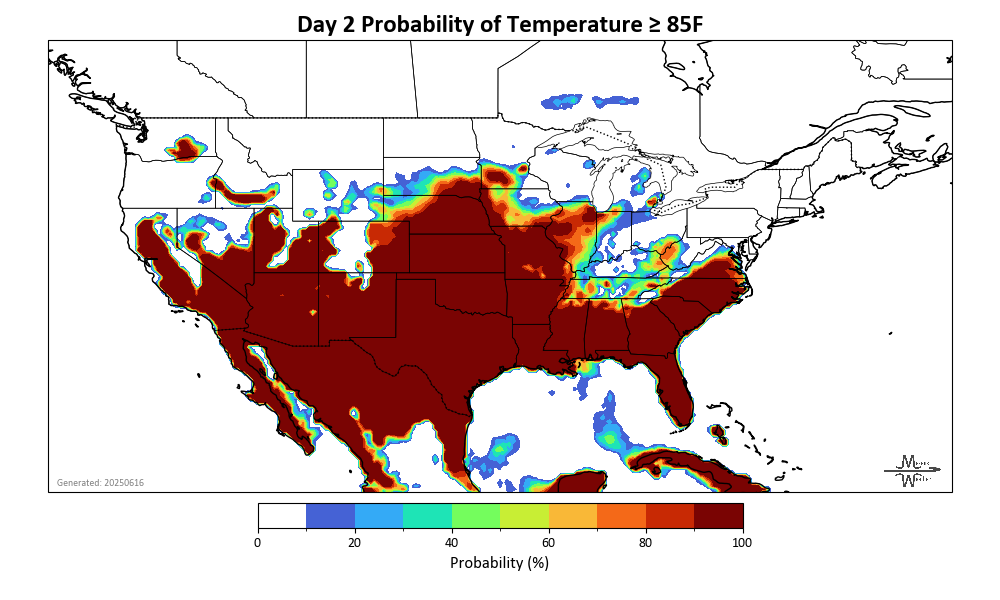 Day 2 Probability of Temperature ≥ 85F
Generated: 20250616
0 20 40 60 80 100
Probability (%)